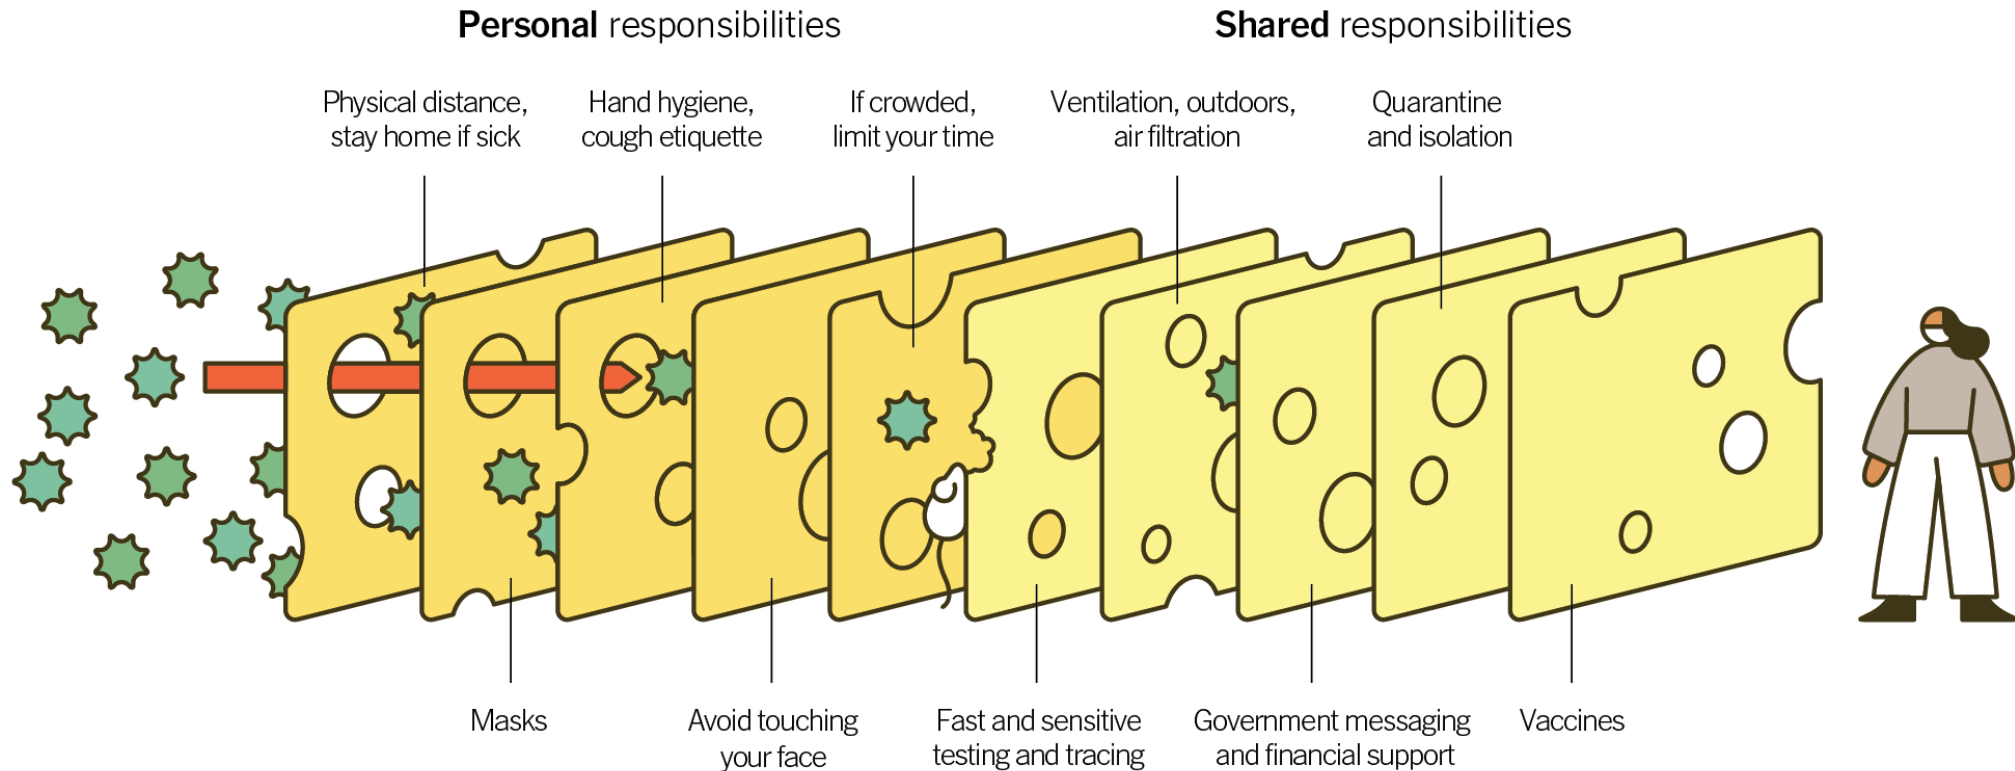 Personal responsibilities
Shared responsibilities
Physical distance,
stay home if sick
Hand hygiene,
cough etiquette
If crowded,
limit your time
Ventilation, outdoors,
air filtration
Quarantine
and isolation
Masks
Avoid touching
your face
Fast and sensitive
testing and tracing
Government messaging
and financial support
Vaccines